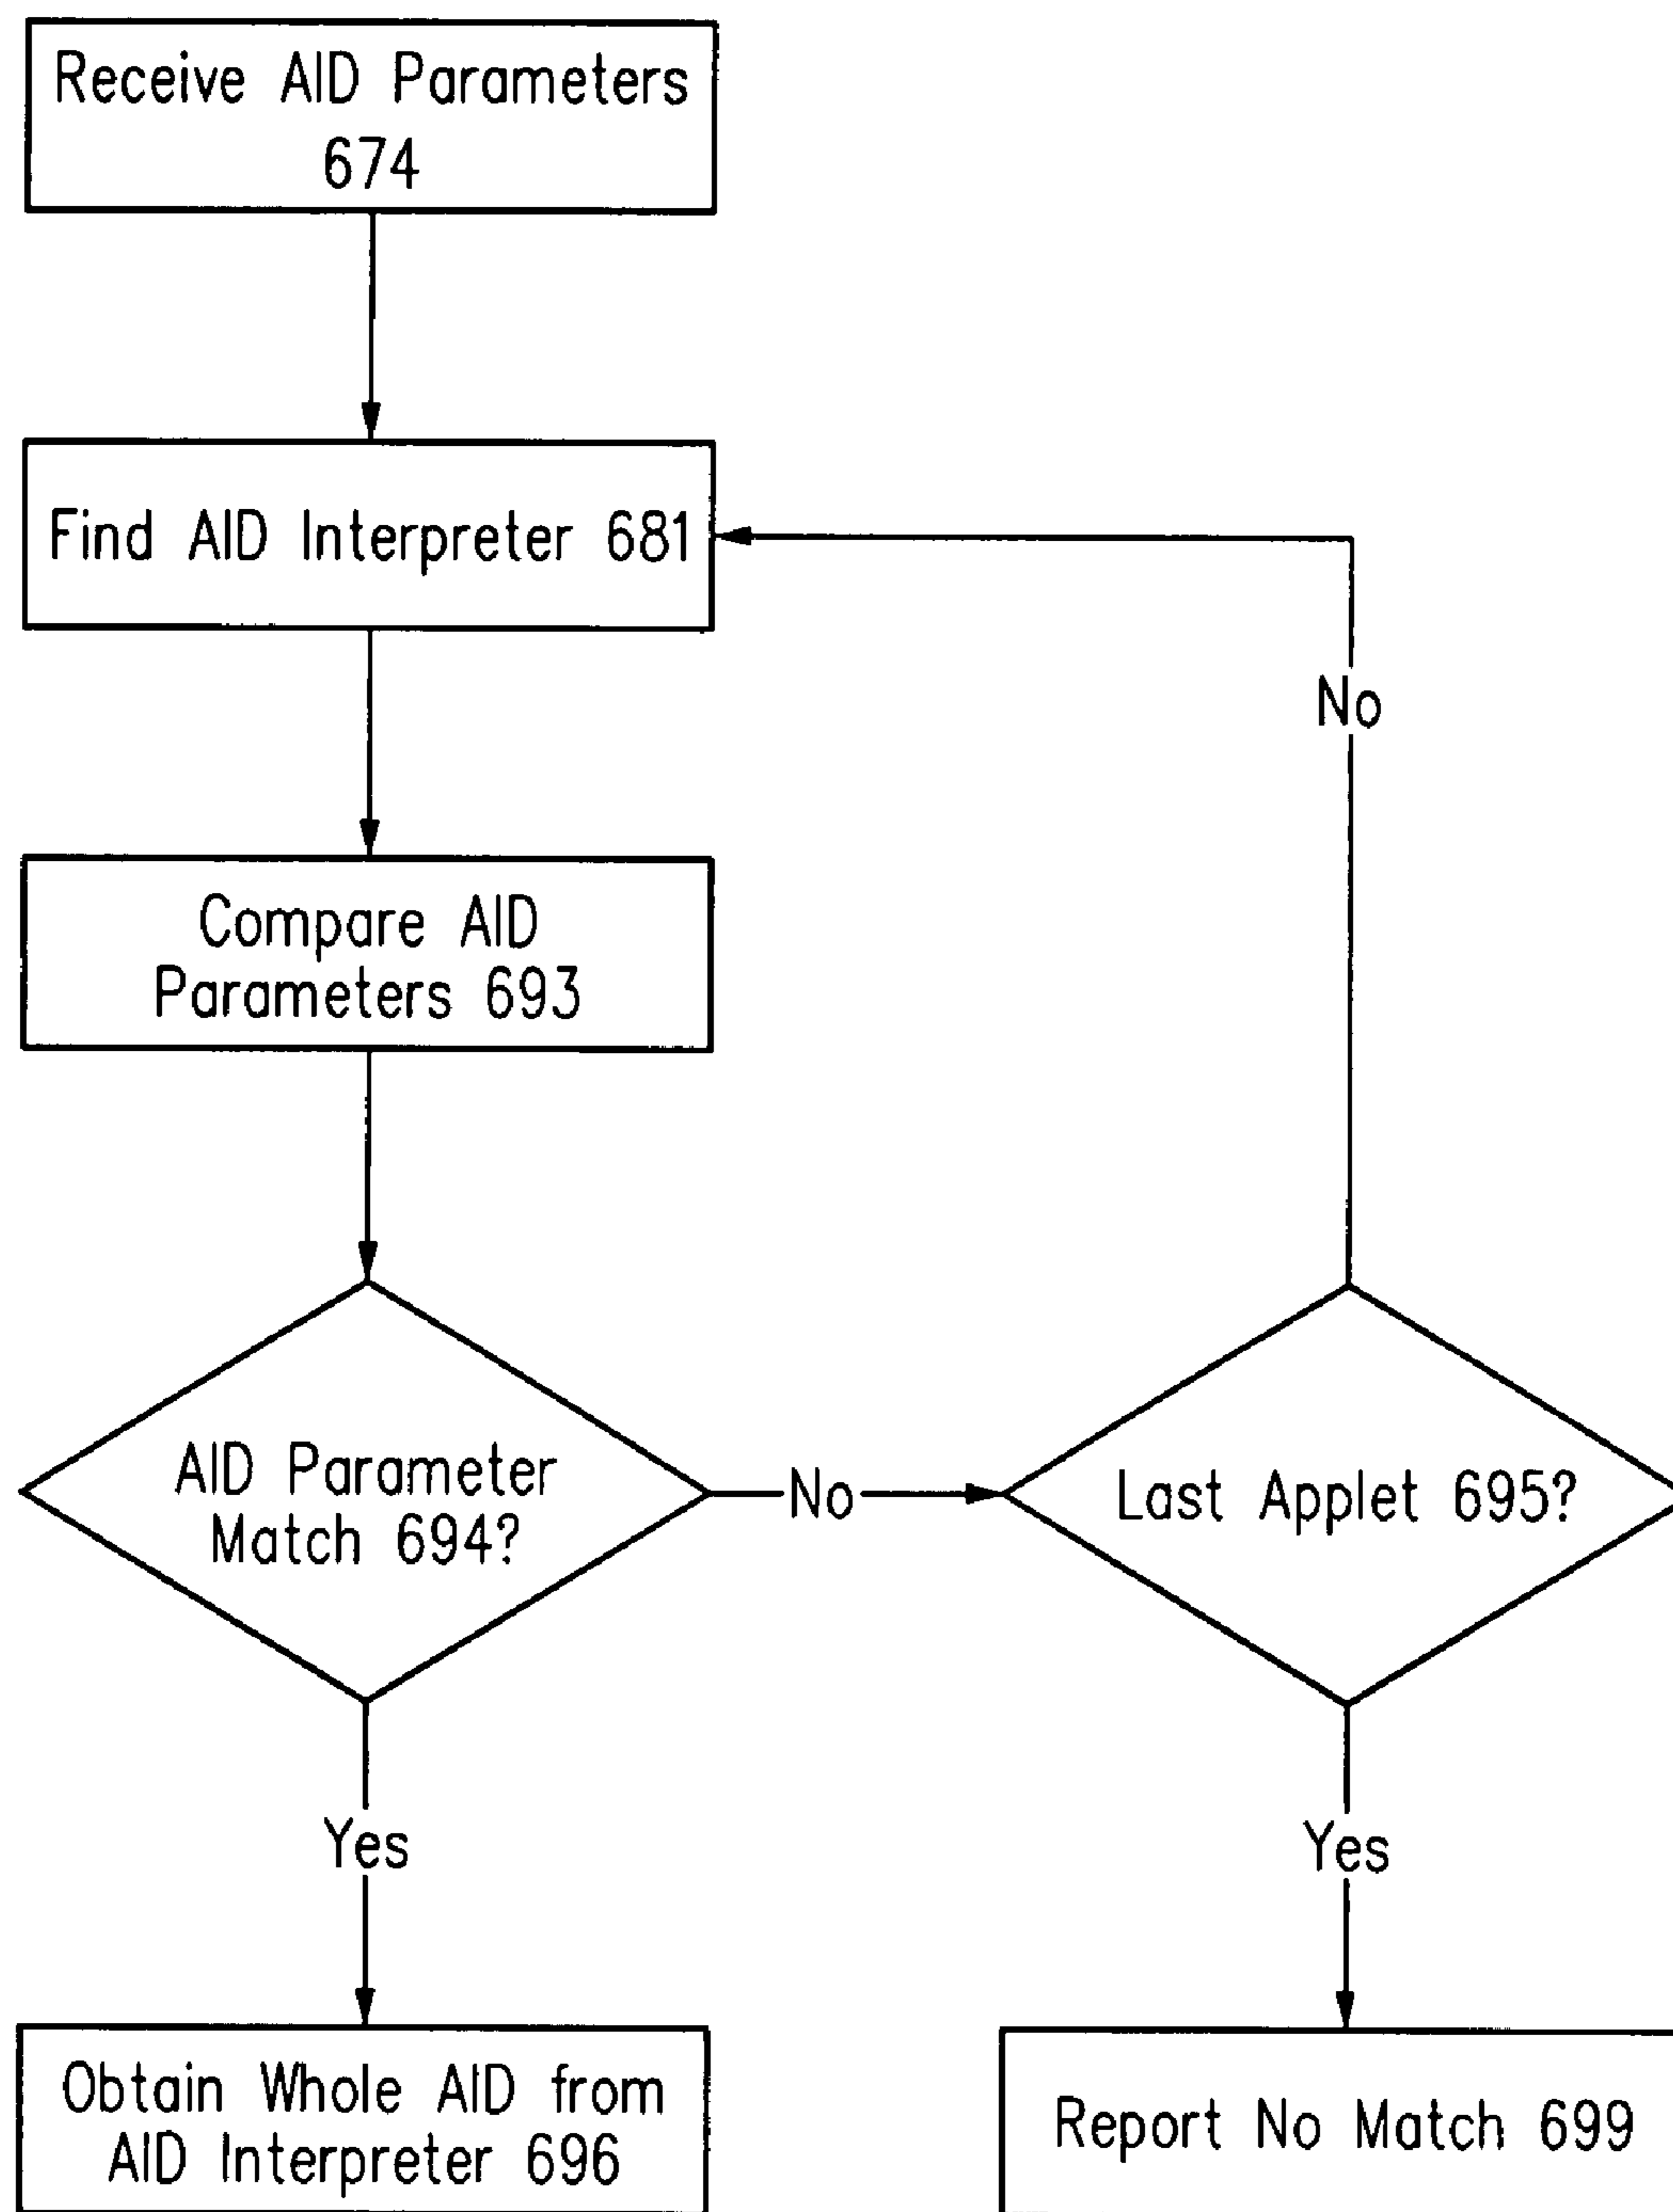 Receive AID Parameters
674
Find AID Interpreter 681
No
Compare AID
Parameters 693
AID Parameter
Match 694?
No
Last Applet 695?
Yes
Yes
Obtain Whole AID from
AID Interpreter 696
Report No Match 699